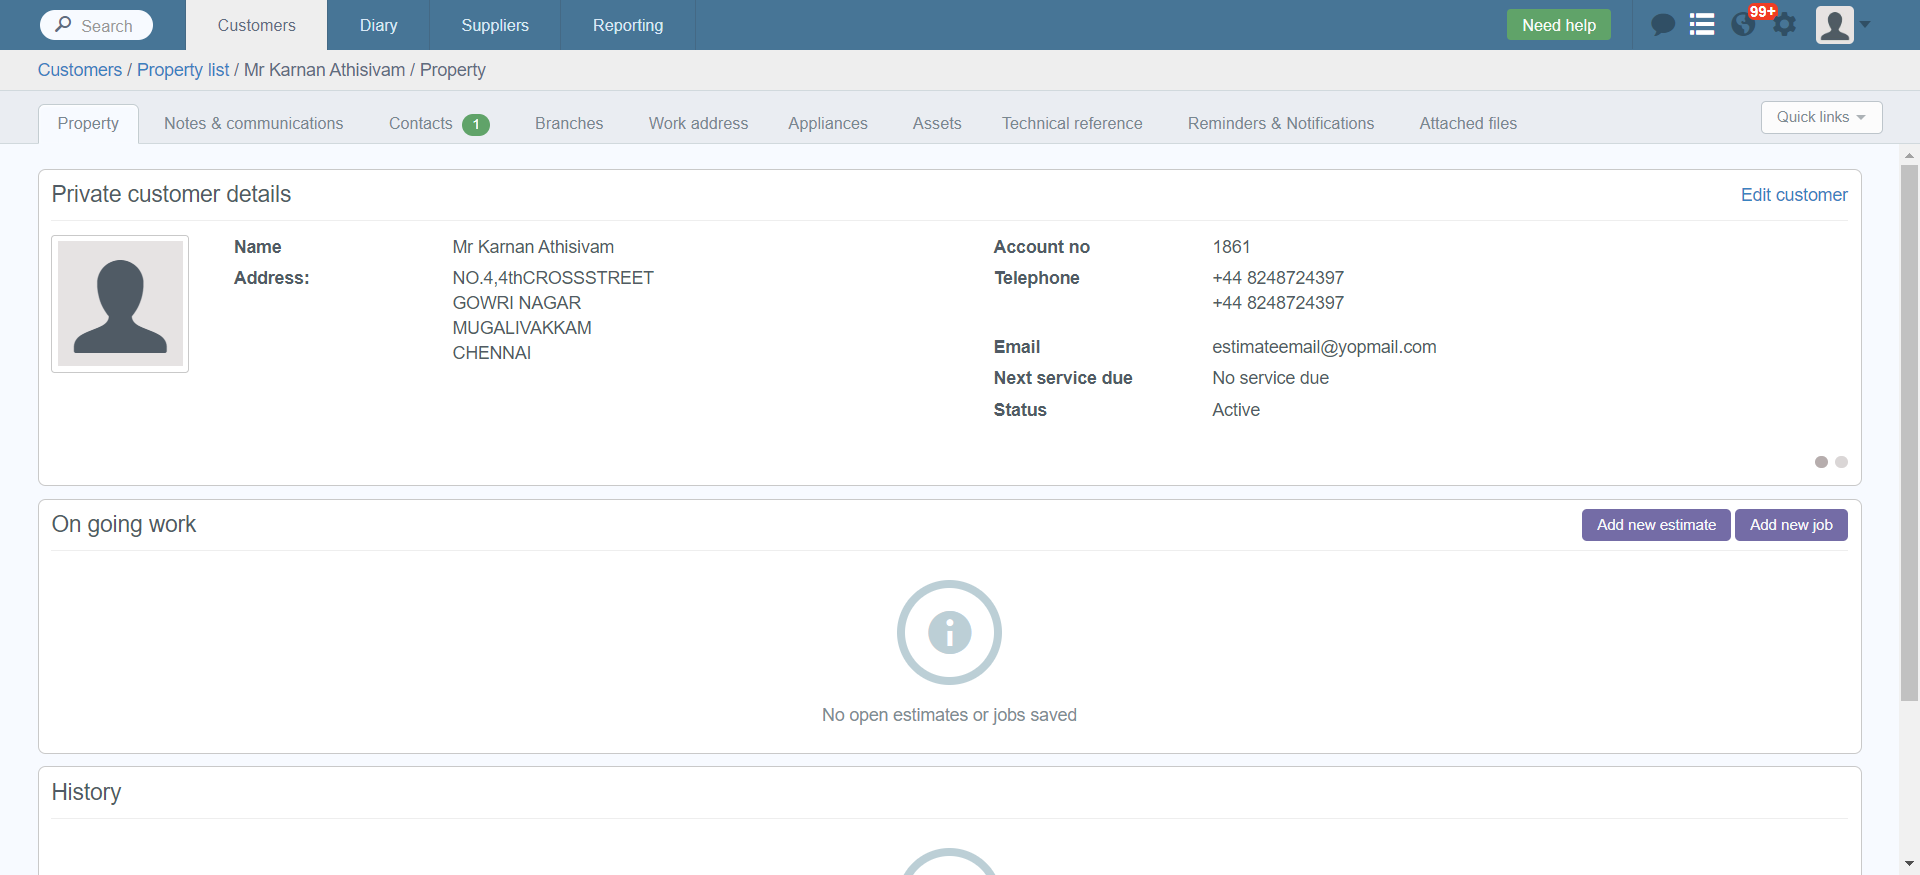 Search Customers Diary Suppliers Reporting Need help 99+
Customers / Property list / Mr Karnan Athisivam / Property
Property Notes & communications Contacts 1 Branches Work address Appliances Assets Technical reference Reminders & Notifications Attached files Quick links
Private customer details Edit customer
Name Mr Karnan Athisivam
Address: NO.4,4thCROSSSTREET
GOWRI NAGAR
MUGALIVAKKAM
CHENNAI
Account no 1861
Telephone +44 8248724397
+44 8248724397
Email estimateemail@yopmail.com
Next service due No service due
Status Active
On going work Add new estimate Add new job
No open estimates or jobs saved
History